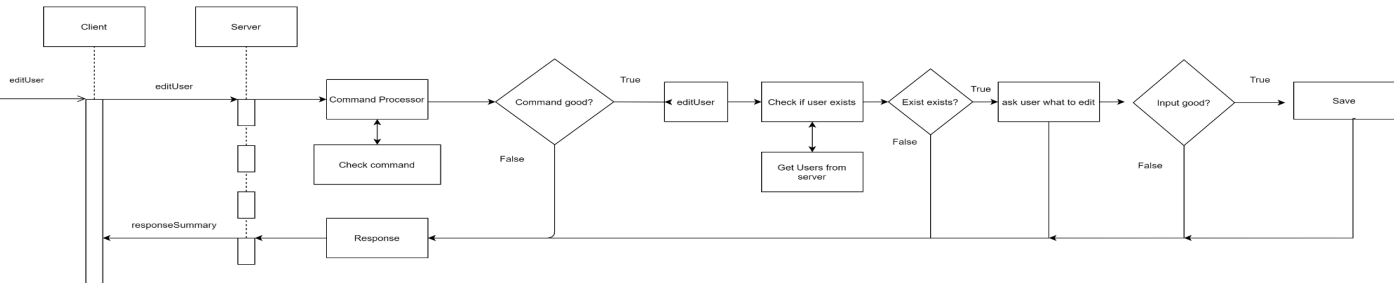 Client
Server
editUser
editUser
Command Processor
Command good?
True
editUser
Check if user exists
Exist exists?
True
ask user what to edit
Input good?
True
Save
Check command
False
Get Users from
server
False
False
responseSummary
Response